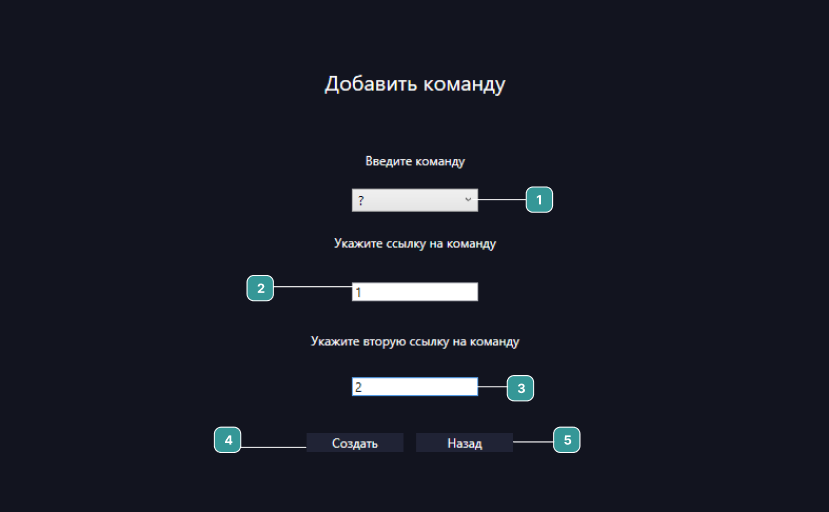 Добавить команду
Введите команду
?
1
Укажите ссылку на команду
2
1
Укажите вторую ссылку на команду
2
3
4
Создать
Назад
5